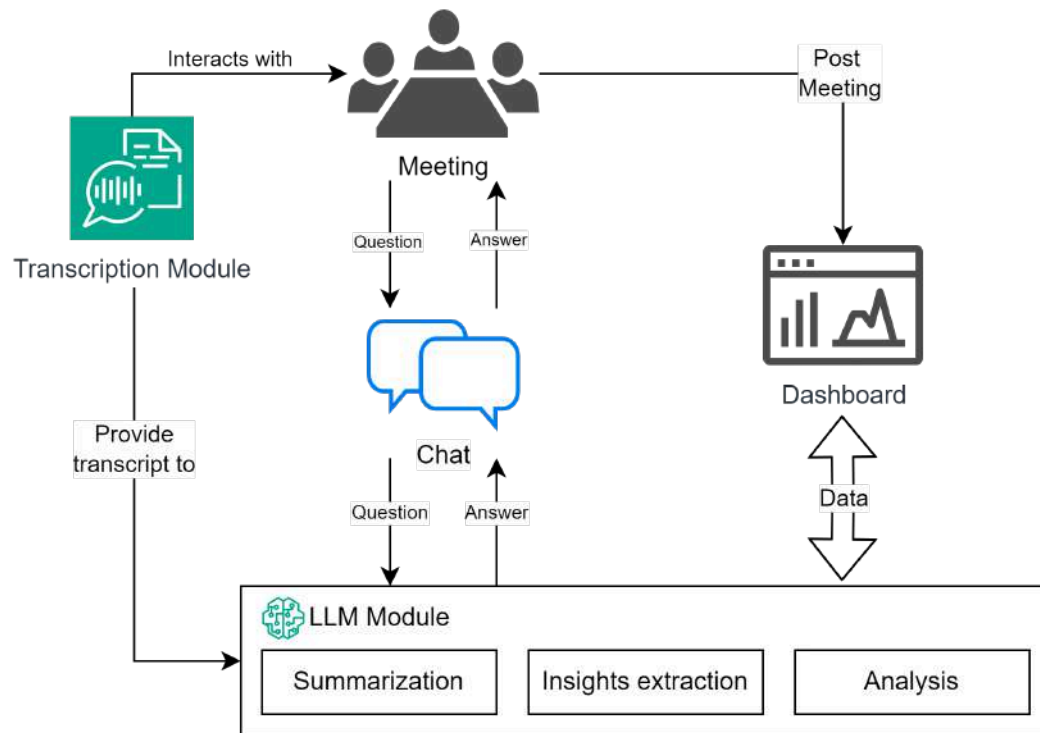 Interacts with
Post
Meeting
Meeting
Question
Answer
Transcription Module
Dashboard
Provide
transcript to
Chat
Question
Answer
Data
LLM Module
Summarization
Insights extraction
Analysis